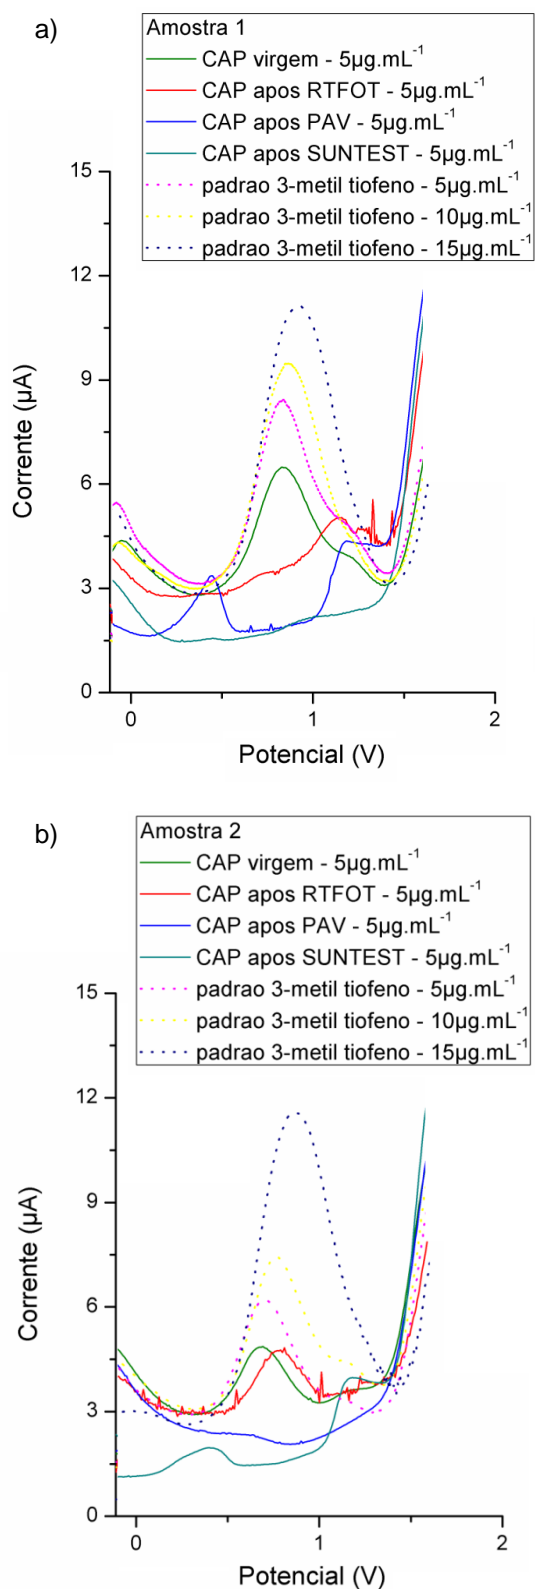 a)
Amostra 1
CAP virgem - 5µg.mL⁻¹
CAP apos RTFOT - 5µg.mL⁻¹
CAP apos PAV - 5µg.mL⁻¹
CAP apos SUNTEST - 5µg.mL⁻¹
padrao 3-metil tiofeno - 5µg.mL⁻¹
padrao 3-metil tiofeno - 10µg.mL⁻¹
padrao 3-metil tiofeno - 15µg.mL⁻¹
15
12
9
6
3
0
Corrente (µA)
0 1 2
Potencial (V)
b)
Amostra 2
CAP virgem - 5µg.mL⁻¹
CAP apos RTFOT - 5µg.mL⁻¹
CAP apos PAV - 5µg.mL⁻¹
CAP apos SUNTEST - 5µg.mL⁻¹
padrao 3-metil tiofeno - 5µg.mL⁻¹
padrao 3-metil tiofeno - 10µg.mL⁻¹
padrao 3-metil tiofeno - 15µg.mL⁻¹
15
12
9
6
3
0
Corrente (µA)
0 1 2
Potencial (V)